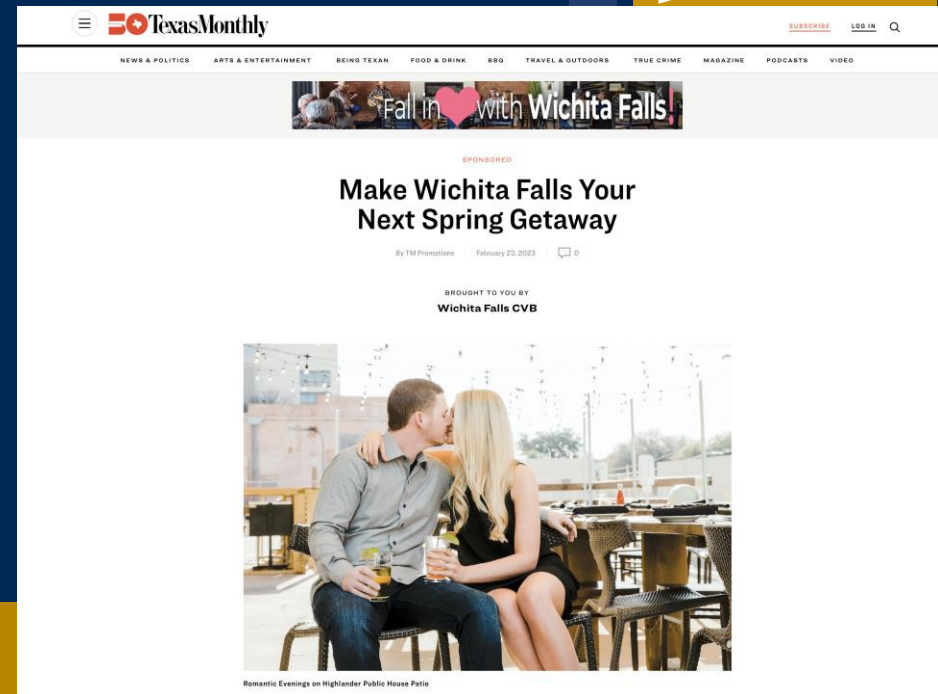 50 TexasMonthly
SUBSCRIBE LOG IN
NEWS & POLITICS ARTS & ENTERTAINMENT BEING TEXAN FOOD & DRINK BBQ TRAVEL & OUTDOORS TRUE CRIME MAGAZINE PODCASTS VIDEO
Fall in with Wichita Falls!
SPONSORED
Make Wichita Falls Your
Next Spring Getaway
By TM Promotions February 23, 2023 0
BROUGHT TO YOU BY
Wichita Falls CVB
Romantic Evenings on Highlander Public House Patio